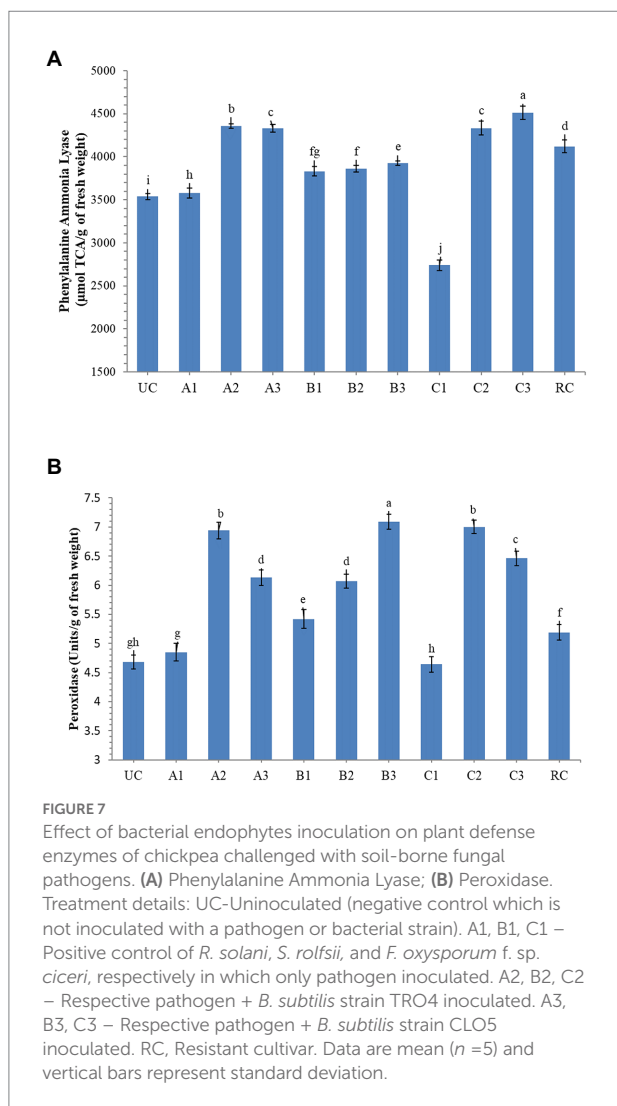 A
Phenylalanine Ammonia Lyase
(µmol TCA/g of fresh weight)
5000
4500
4000
3500
3000
2500
2000
1500
i h b c fg f e j c a d
UC A1 A2 A3 B1 B2 B3 C1 C2 C3 RC
B
Peroxidase (Units/g of fresh weight)
7.5
7
6.5
6
5.5
5
4.5
4
3.5
3
gh g b d e d a h b c f
UC A1 A2 A3 B1 B2 B3 C1 C2 C3 RC
FIGURE 7
Effect of bacterial endophytes inoculation on plant defense
enzymes of chickpea challenged with soil-borne fungal
pathogens. (A) Phenylalanine Ammonia Lyase; (B) Peroxidase.
Treatment details: UC-Uninoculated (negative control which is
not inoculated with a pathogen or bacterial strain). A1, B1, C1 –
Positive control of R. solani, S. rolfsii, and F. oxysporum f. sp.
ciceri, respectively in which only pathogen inoculated. A2, B2, C2
– Respective pathogen + B. subtilis strain TRO4 inoculated. A3,
B3, C3 – Respective pathogen + B. subtilis strain CLO5
inoculated. RC, Resistant cultivar. Data are mean (n =5) and
vertical bars represent standard deviation.